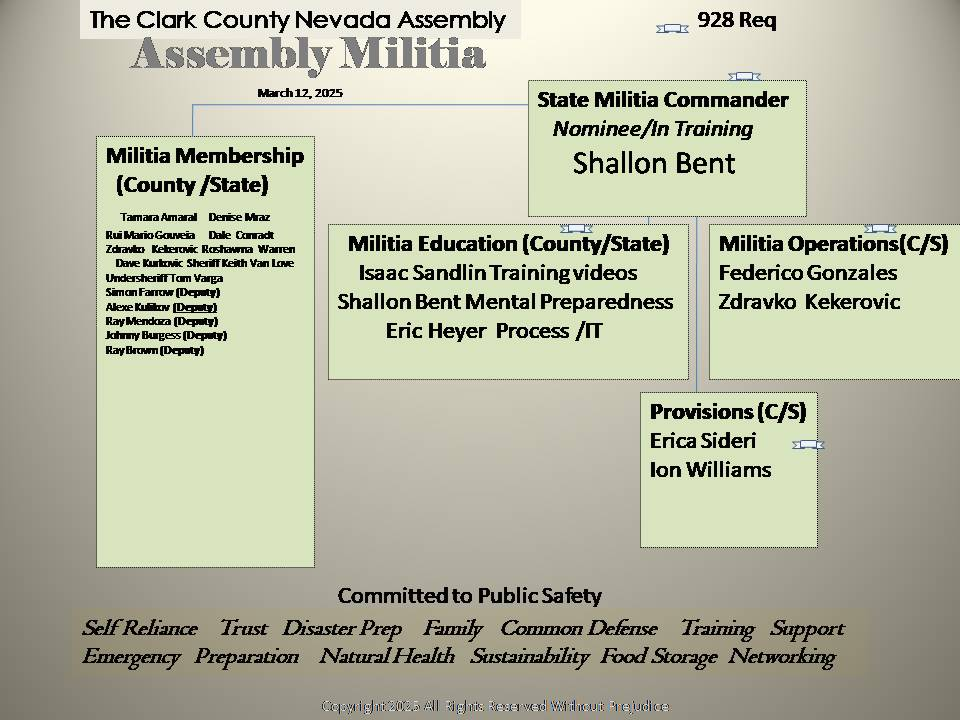 The Clark County Nevada Assembly
928 Req
Assembly Militia
March 12, 2025
State Militia Commander
Nominee/In Training
Shallon Bent
Militia Membership
(County /State)
Tamara Amaral Denise Mraz
Rui Mario Gouveia Dale Conradt
Zdravko Kekerovic Roshawna Warren
Dave Kurkovic Sheriff Keith Van Love
Undersheriff Tom Varga
Simon Farrow (Deputy)
Alexe Kulikov (Deputy)
Ray Mendoza (Deputy)
Johnny Burgess (Deputy)
Ray Brown (Deputy)
Militia Education (County/State)
Isaac Sandlin Training videos
Shallon Bent Mental Preparedness
Eric Heyer Process /IT
Militia Operations(C/S)
Federico Gonzales
Zdravko Kekerovic
Provisions (C/S)
Erica Sideri
Ion Williams
Committed to Public Safety
Self Reliance Trust Disaster Prep Family Common Defense Training Support
Emergency Preparation Natural Health Sustainability Food Storage Networking
Copyright 2025 All Rights Reserved Without Prejudice